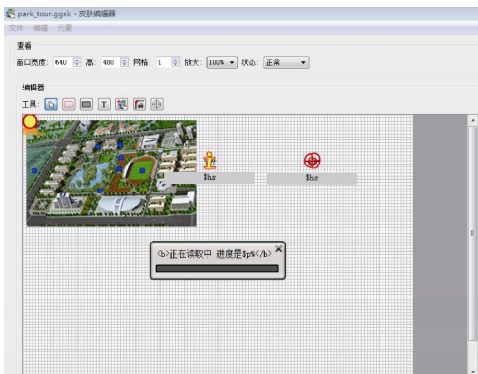 park_tour.ggsk - 皮肤编辑器
文件 编辑 元素
查看
窗口宽度: 640 高: 480 网格: 1 放大: 100% 状态: 正常
编辑器
工具: T
$hs $hs
<b>正在读取中 进度是$p%</b>